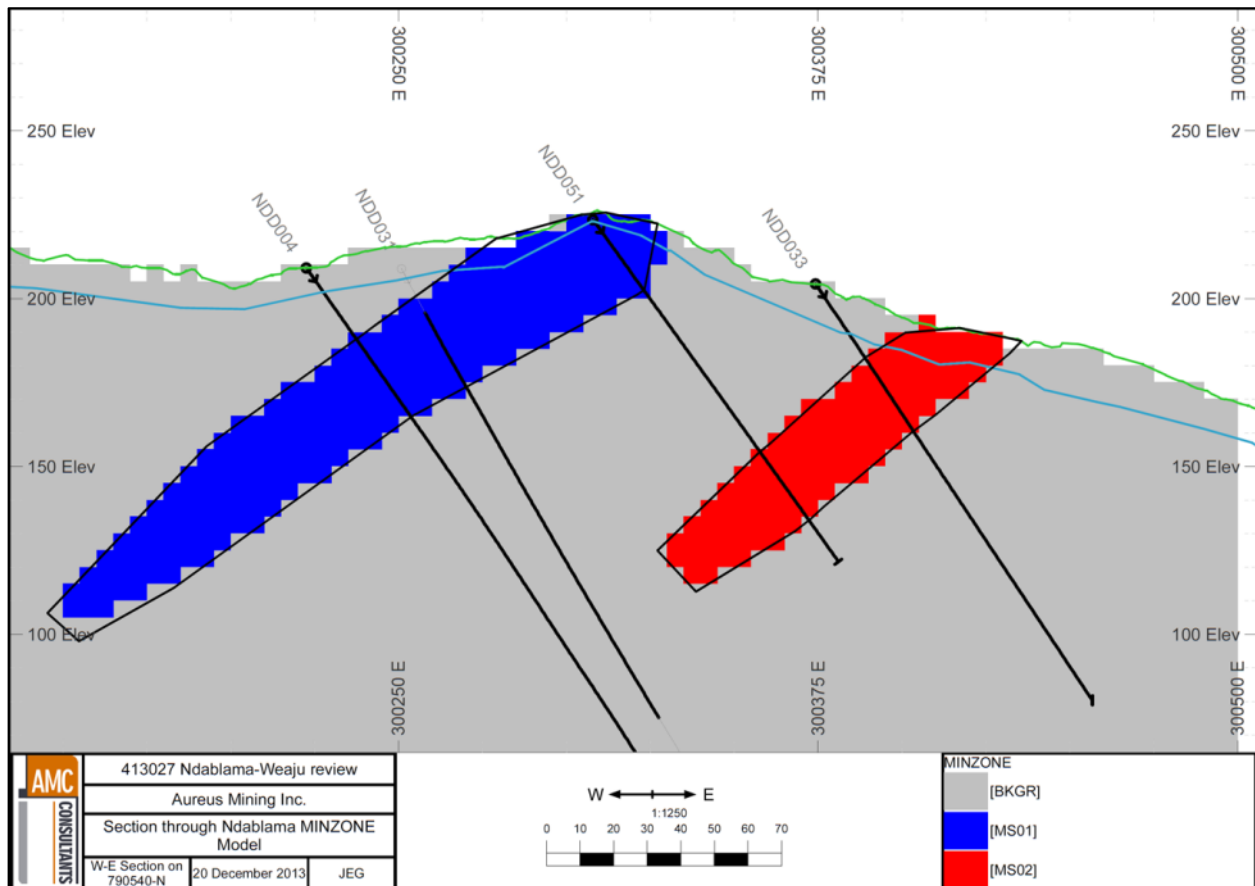 300250 E
300375 E
300500 E
250 Elev
250 Elev
NDD004
NDD031
NDD051
NDD033
200 Elev
200 Elev
150 Elev
150 Elev
100 Elev
100 Elev
300250 E
300375 E
300500 E
AMC
CONSULTANTS
413027 Ndablama-Weaju review
Aureus Mining Inc.
Section through Ndablama MINZONE
Model
W-E Section on
790540-N
20 December 2013
JEG
W
E
1:1250
0 10 20 30 40 50 60 70
MINZONE
[BKGR]
[MS01]
[MS02]